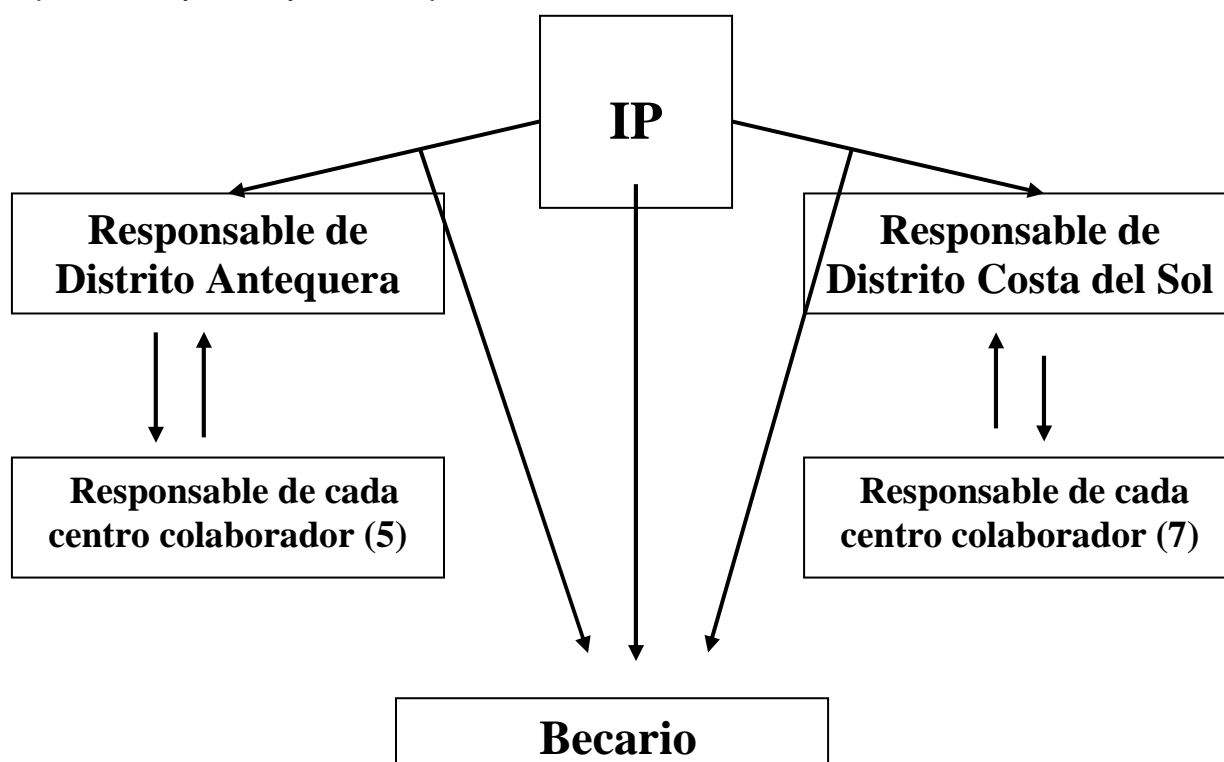 IP
Responsable de
Distrito Antequera
Responsable de
Distrito Costa del Sol
Responsable de cada
centro colaborador (5)
Responsable de cada
centro colaborador (7)
Becario